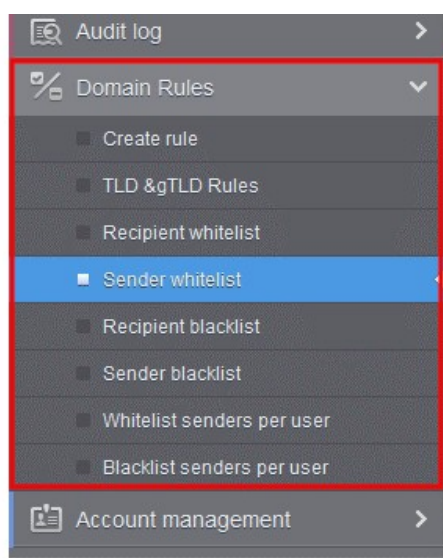 Audit log
Domain Rules
Create rule
TLD &gTLD Rules
Recipient whitelist
Sender whitelist
Recipient blacklist
Sender blacklist
Whitelist senders per user
Blacklist senders per user
Account management